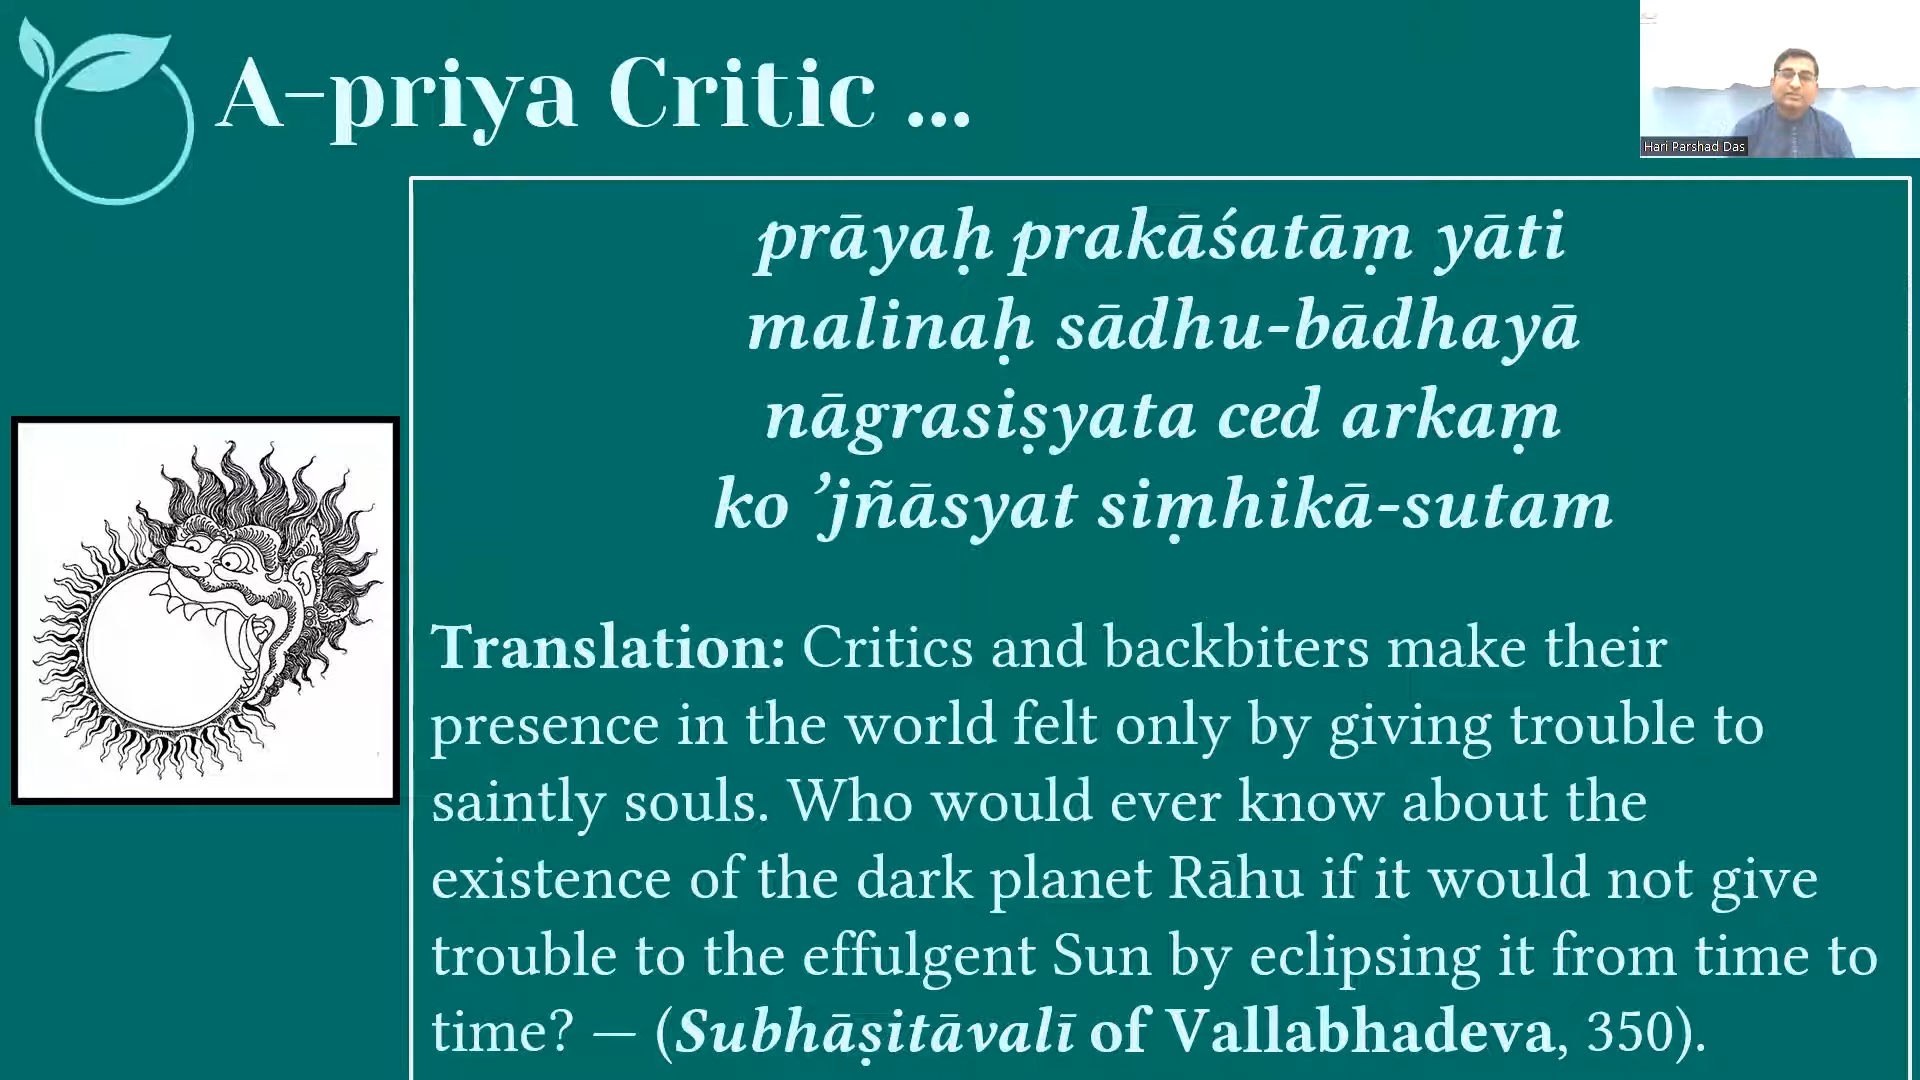 A-priya Critic ...
Hari Parshad Das
prāyaḥ prakāśatāṃ yāti
malinaḥ sādhu-bādhayā
nāgrasiṣyata ced arkaṃ
ko ’jñāsyat siṃhikā-sutam
Translation: Critics and backbiters make their
presence in the world felt only by giving trouble to
saintly souls. Who would ever know about the
existence of the dark planet Rāhu if it would not give
trouble to the effulgent Sun by eclipsing it from time to
time? — (Subhāṣitāvalī of Vallabhadeva, 350).